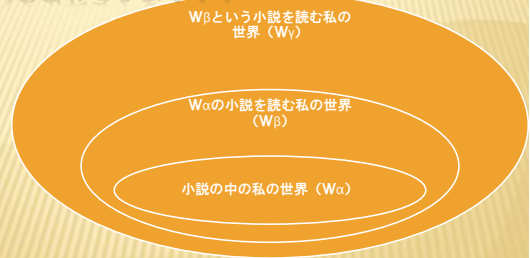 Wβという小説を読む私の
世界（Wγ）
Wαの小説を読む私の世界
（Wβ）
小説の中の私の世界（Wα）